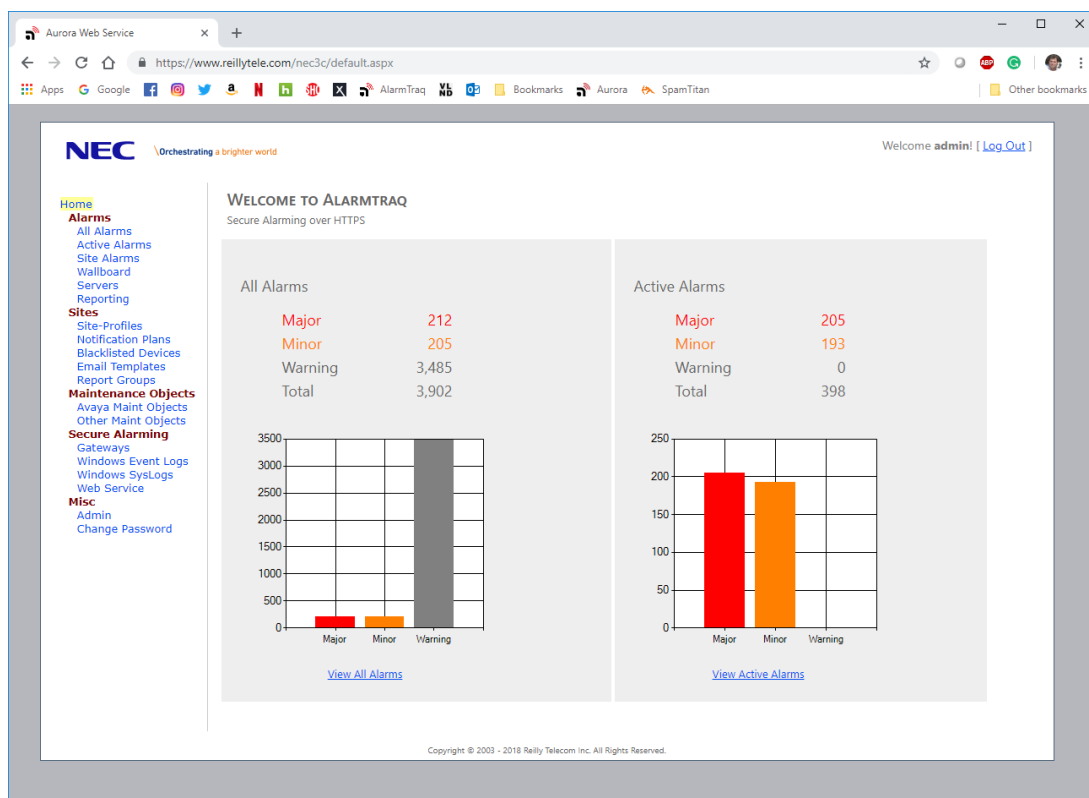 Aurora Web Service
https://www.reillytele.com/nec3c/default.aspx
Apps Google AlarmTraq VLND Bookmarks Aurora SpamTitan Other bookmarks
NEC \Orchestrating a brighter world
Welcome admin! [ Log Out ]
Home
Alarms
All Alarms
Active Alarms
Site Alarms
Wallboard
Servers
Reporting
Sites
Site-Profiles
Notification Plans
Blacklisted Devices
Email Templates
Report Groups
Maintenance Objects
Avaya Maint Objects
Other Maint Objects
Secure Alarming
Gateways
Windows Event Logs
Windows SysLogs
Web Service
Misc
Admin
Change Password
WELCOME TO ALARMTRAQ
Secure Alarming over HTTPS
All Alarms
Major 212
Minor 205
Warning 3,485
Total 3,902
3500
3000
2500
2000
1500
1000
500
0
Major Minor Warning
View All Alarms
Active Alarms
Major 205
Minor 193
Warning 0
Total 398
250
200
150
100
50
0
Major Minor Warning
View Active Alarms
Copyright © 2003 - 2018 Reilly Telecom Inc. All Rights Reserved.